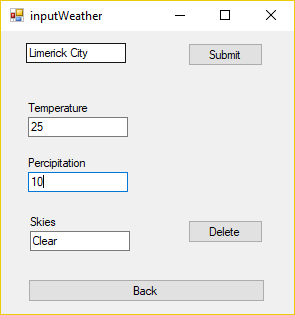 inputWeather
Limerick City
Submit
Temperature
25
Percipitation
10
Skies
Clear
Delete
Back